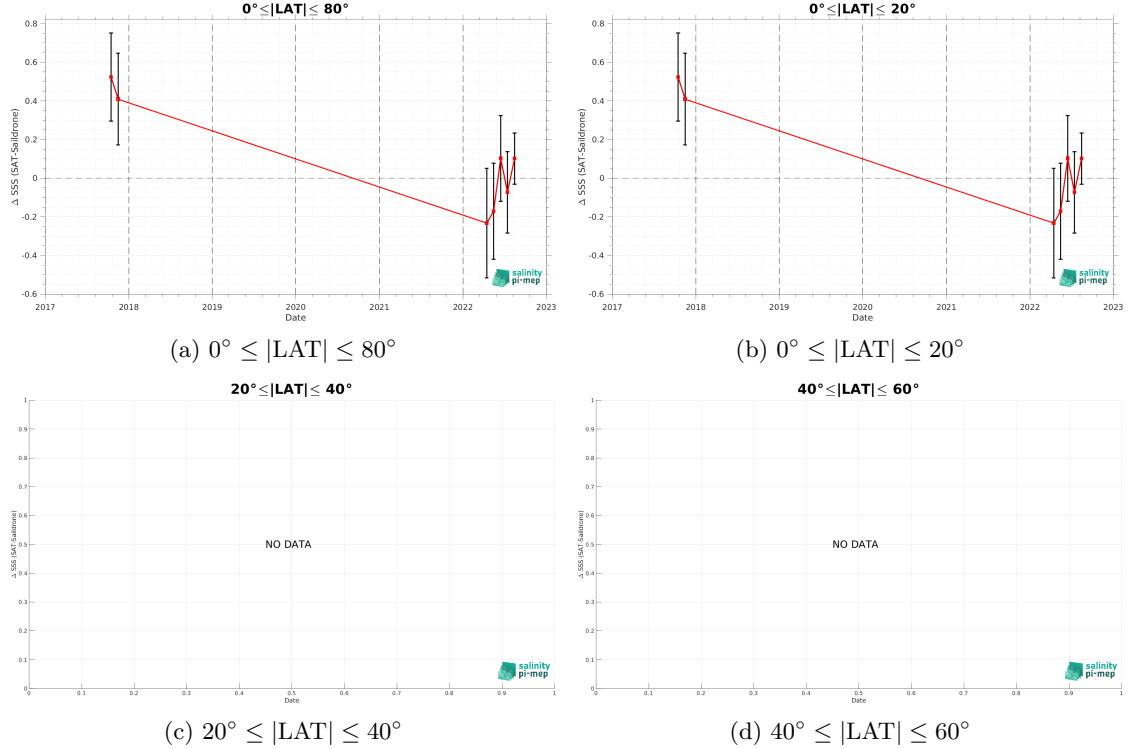 0°≤|LAT|≤ 80°
0.8
0.6
0.4
0.2
0
-0.2
-0.4
-0.6
Δ SSS (SAT-Saildrone)
2017 2018 2019 2020 2021 2022 2023
Date
salinity
pi-mep
(a) 0° ≤ |LAT| ≤ 80°
0°≤|LAT|≤ 20°
0.8
0.6
0.4
0.2
0
-0.2
-0.4
-0.6
Δ SSS (SAT-Saildrone)
2017 2018 2019 2020 2021 2022 2023
Date
salinity
pi-mep
(b) 0° ≤ |LAT| ≤ 20°
20°≤|LAT|≤ 40°
1
0.9
0.8
0.7
0.6
0.5
0.4
0.3
0.2
0.1
0
Δ SSS (SAT-Saildrone)
NO DATA
0 0.1 0.2 0.3 0.4 0.5 0.6 0.7 0.8 0.9 1
Date
salinity
pi-mep
(c) 20° ≤ |LAT| ≤ 40°
40°≤|LAT|≤ 60°
1
0.9
0.8
0.7
0.6
0.5
0.4
0.3
0.2
0.1
0
Δ SSS (SAT-Saildrone)
NO DATA
0 0.1 0.2 0.3 0.4 0.5 0.6 0.7 0.8 0.9 1
Date
salinity
pi-mep
(d) 40° ≤ |LAT| ≤ 60°